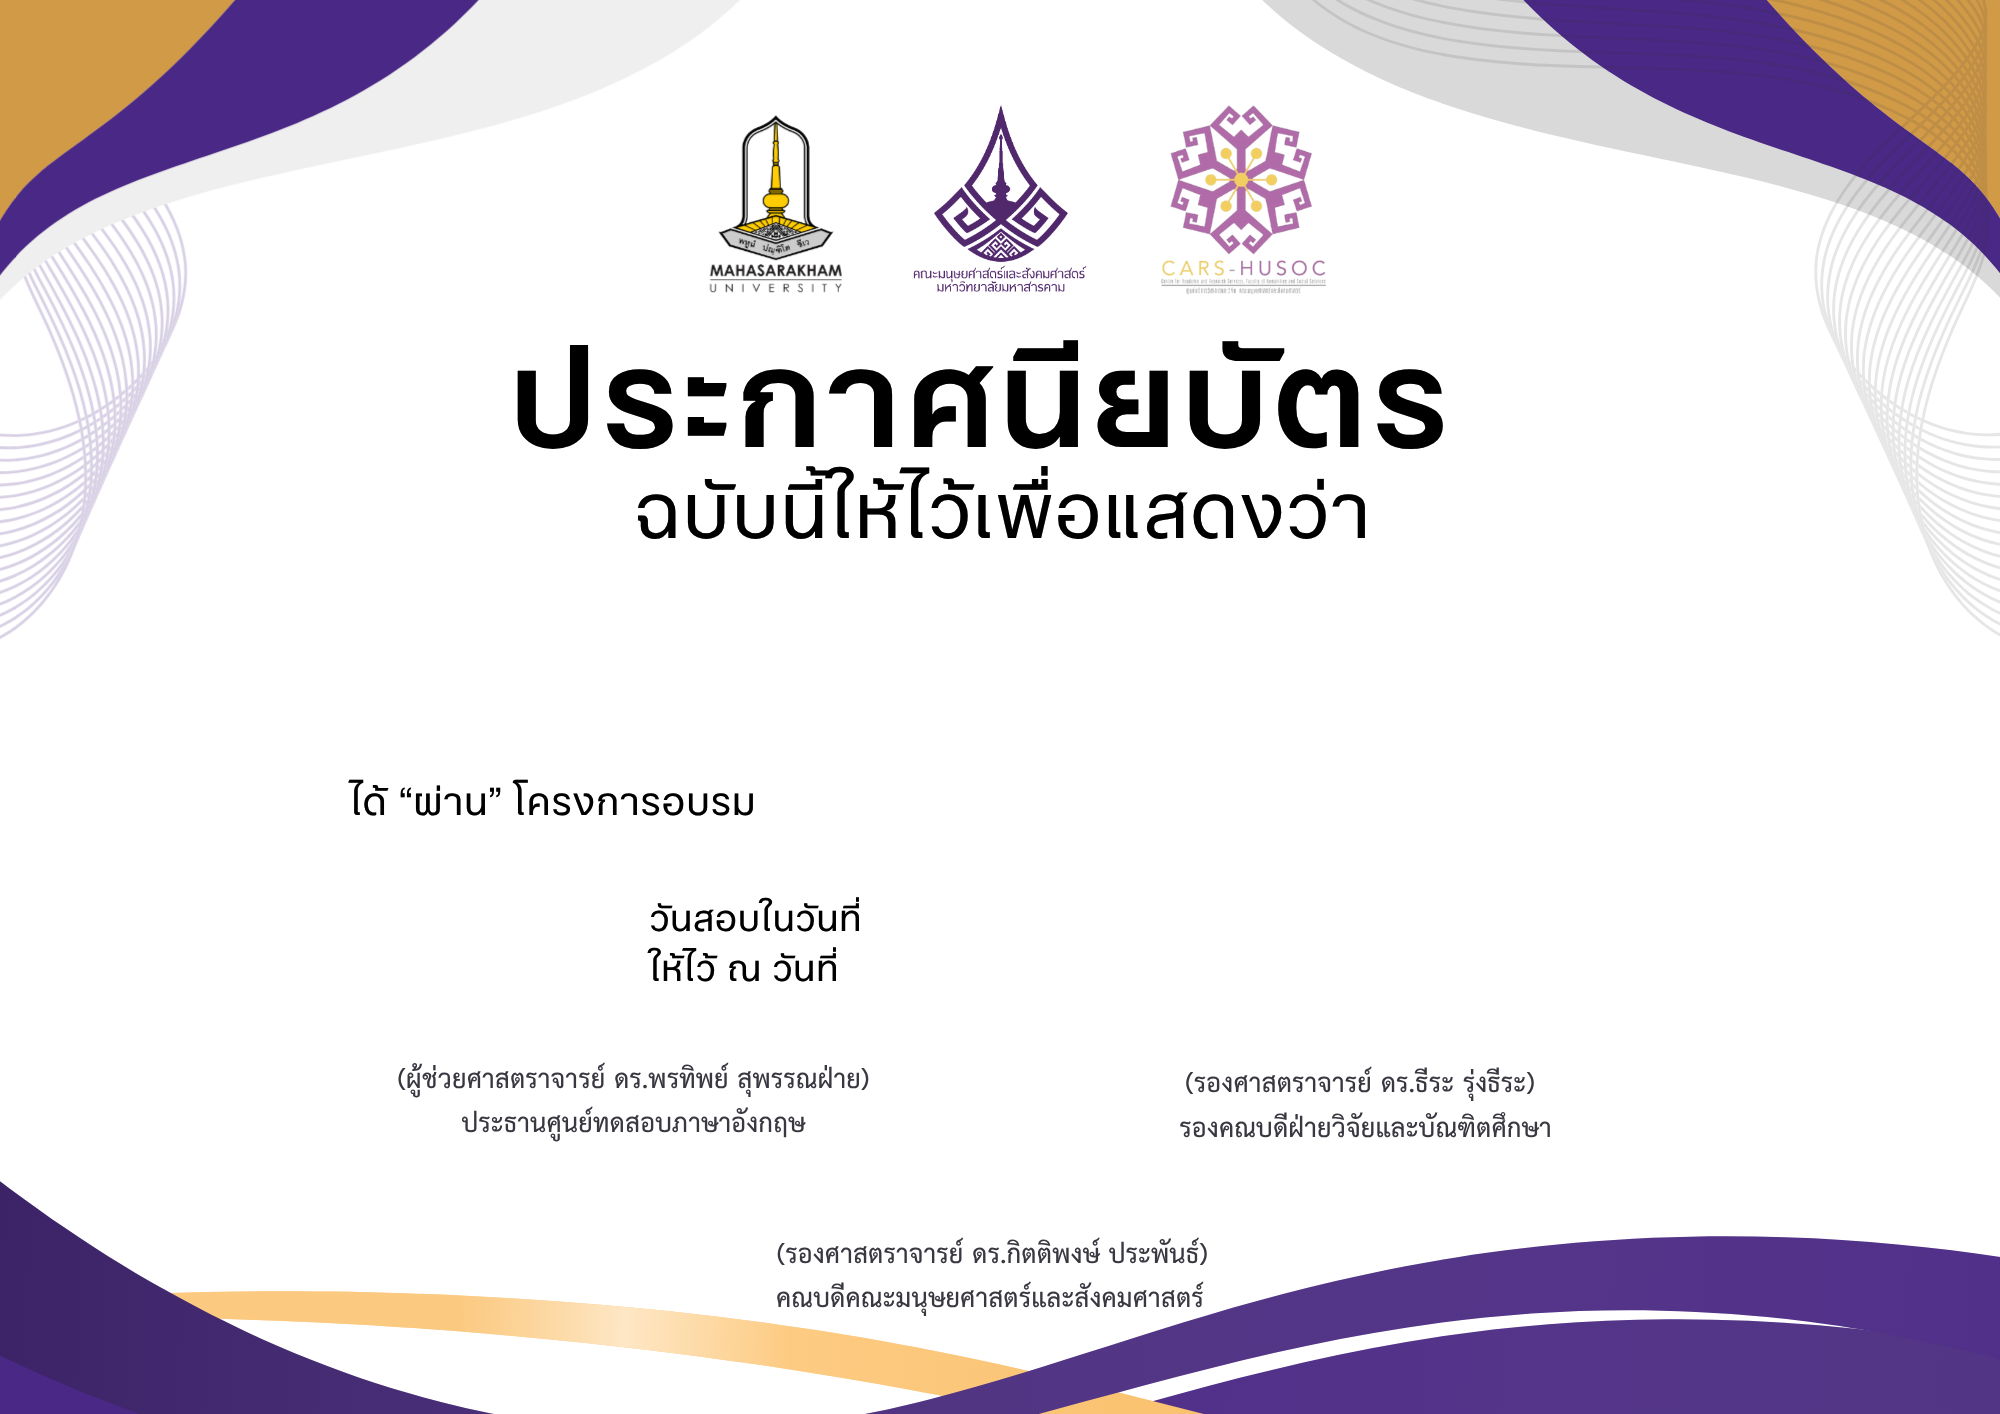 พหูนํ ปณฺฑิโต ชีเว
MAHASARAKHAM
UNIVERSITY
คณะมนุษยศาสตร์และสังคมศาสตร์
มหาวิทยาลัยมหาสารคาม
CARS-HUSOC
ประกาศนียบัตร
ฉบับนี้ให้ไว้เพื่อแสดงว่า
ได้ “ผ่าน” โครงการอบรม
วันสอบในวันที่
ให้ไว้ ณ วันที่
(ผู้ช่วยศาสตราจารย์ ดร.พรทิพย์ สุพรรณฝ่าย)
ประธานศูนย์ทดสอบภาษาอังกฤษ
(รองศาสตราจารย์ ดร.ธีระ รุ่งธีระ)
รองคณบดีฝ่ายวิจัยและบัณฑิตศึกษา
(รองศาสตราจารย์ ดร.กิตติพงษ์ ประพันธ์)
คณบดีคณะมนุษยศาสตร์และสังคมศาสตร์